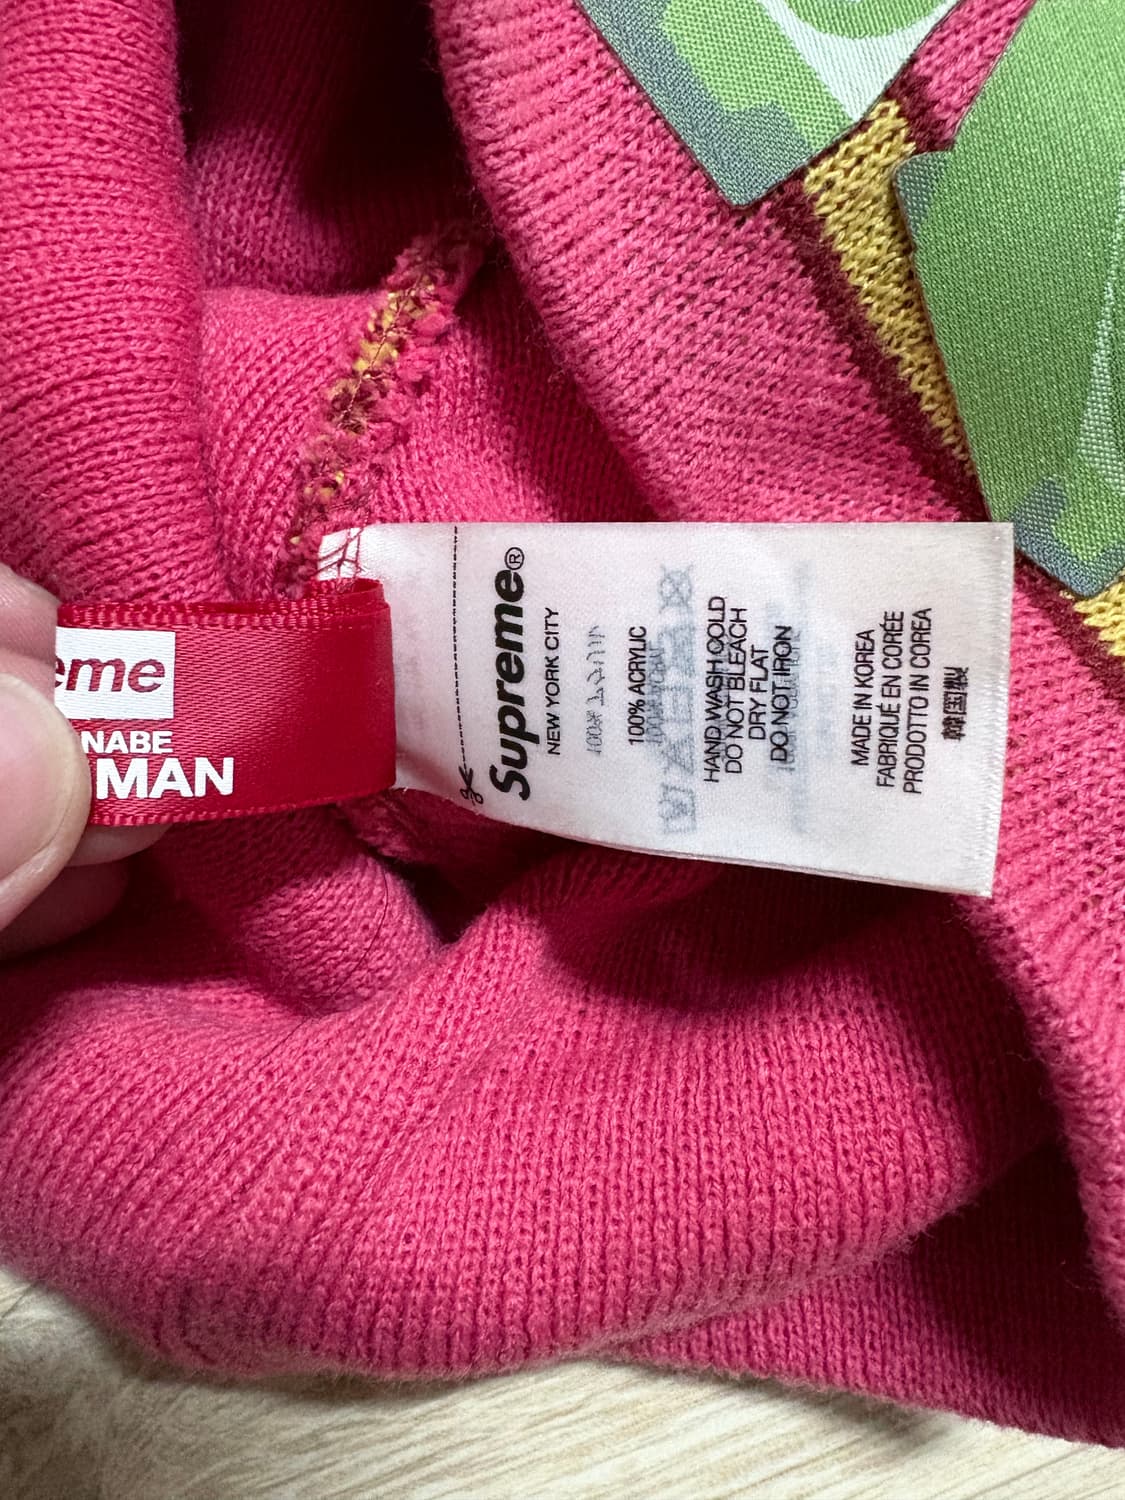 eme
NABE
MAN
Supreme®
NEW YORK CITY
100% ACRYLIC
HAND WASH COLD
DO NOT BLEACH
DRY FLAT
DO NOT IRON
MADE IN KOREA
FABRIQUÉ EN CORÉE
PRODOTTO IN COREA
韓国製